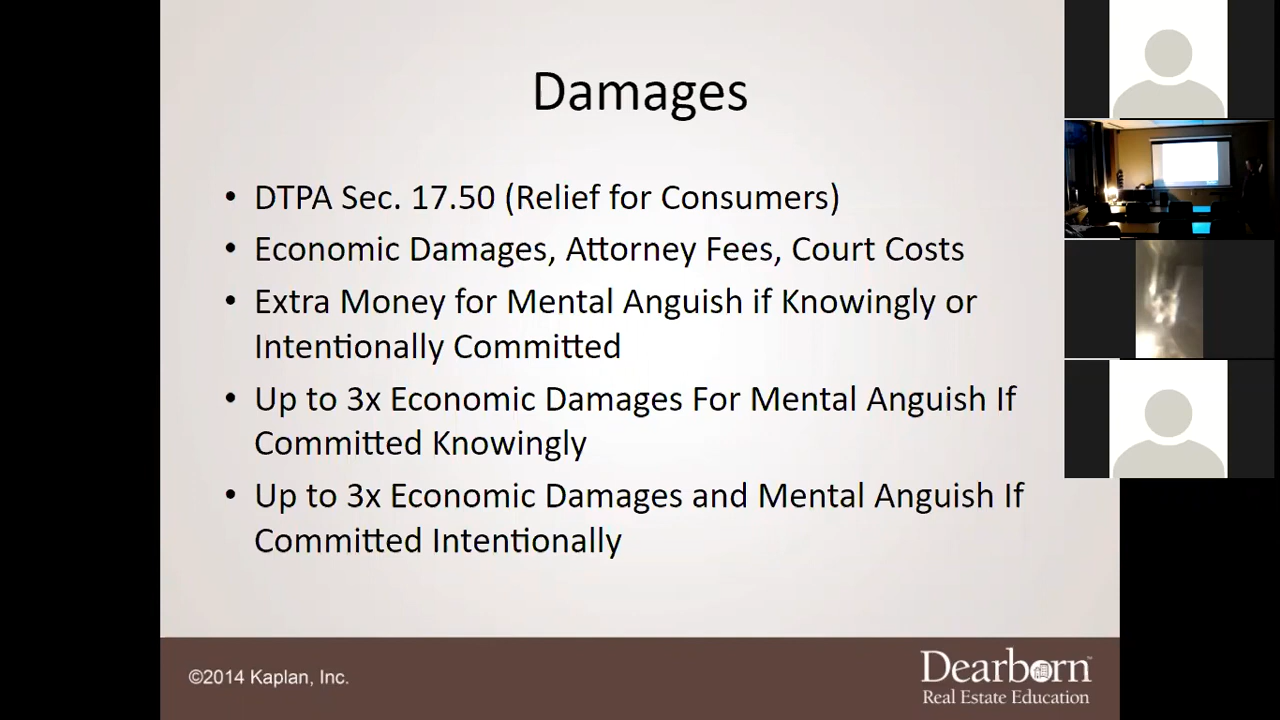 Damages
• DTPA Sec. 17.50 (Relief for Consumers)
• Economic Damages, Attorney Fees, Court Costs
• Extra Money for Mental Anguish if Knowingly or
Intentionally Committed
• Up to 3x Economic Damages For Mental Anguish If
Committed Knowingly
• Up to 3x Economic Damages and Mental Anguish If
Committed Intentionally
©2014 Kaplan, Inc.
Dearborn™
Real Estate Education